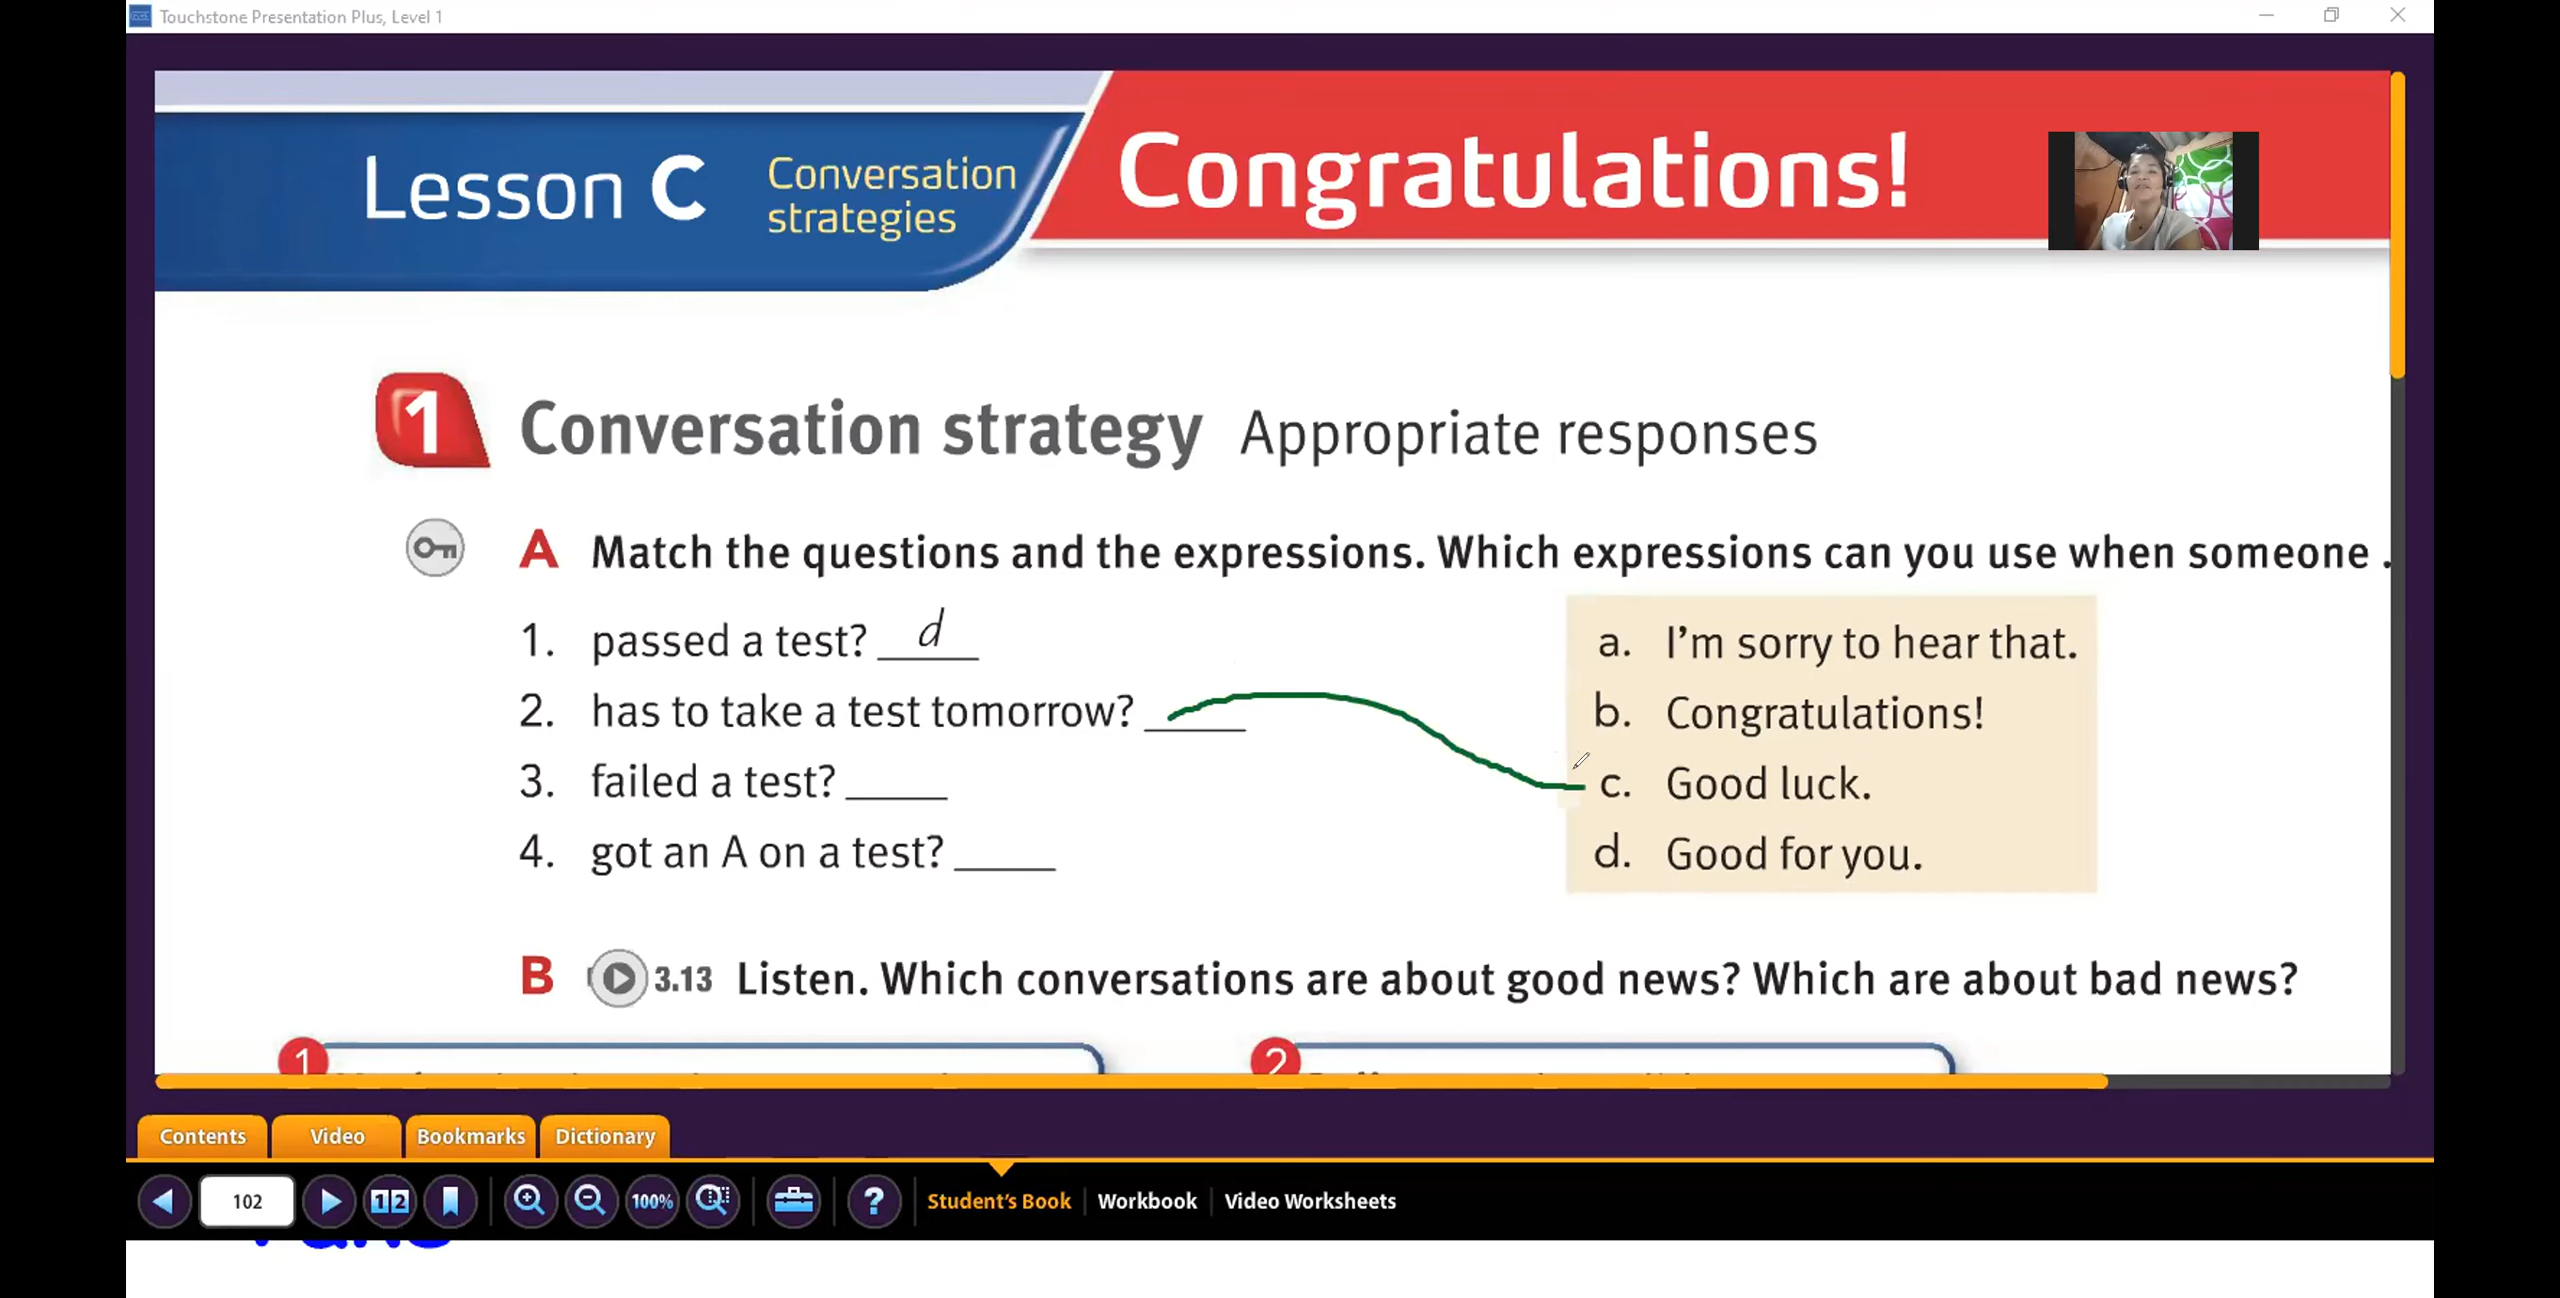 Touchstone Presentation Plus, Level 1
Lesson C Conversation strategies
Congratulations!
1 Conversation strategy Appropriate responses
A Match the questions and the expressions. Which expressions can you use when someone .
1. passed a test? d
2. has to take a test tomorrow? ____
3. failed a test? ____
4. got an A on a test? ____
a. I'm sorry to hear that.
b. Congratulations!
c. Good luck.
d. Good for you.
B 3.13 Listen. Which conversations are about good news? Which are about bad news?
1
2
Contents Video Bookmarks Dictionary
102 12 100% ? Student's Book Workbook Video Worksheets